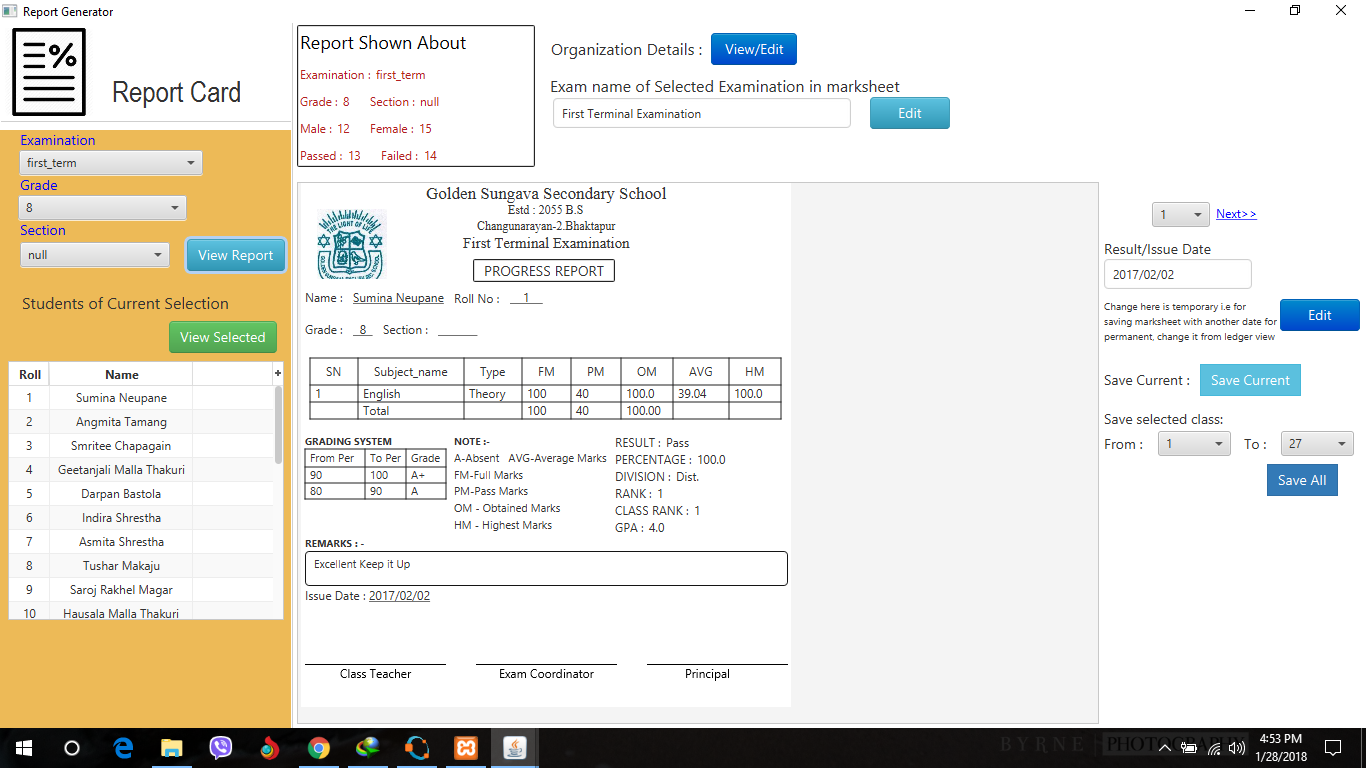 Report Generator
Report Card
Examination
first_term
Grade
8
Section
null
View Report
Students of Current Selection
View Selected
Roll Name +
1 Sumina Neupane
2 Angmita Tamang
3 Smritee Chapagain
4 Geetanjali Malla Thakuri
5 Darpan Bastola
6 Indira Shrestha
7 Asmita Shrestha
8 Tushar Makaju
9 Saroj Rakhel Magar
10 Hausala Malla Thakuri
Report Shown About
Examination : first_term
Grade : 8 Section : null
Male : 12 Female : 15
Passed : 13 Failed : 14
Organization Details : View/Edit
Exam name of Selected Examination in marksheet
First Terminal Examination Edit
Golden Sungava Secondary School
Estd : 2055 B.S
Changunarayan-2.Bhaktapur
First Terminal Examination
THE LIGHT OF LIFE
PROGRESS REPORT
Name : Sumina Neupane Roll No : 1
Grade : 8 Section :
SN Subject_name Type FM PM OM AVG HM
1 English Theory 100 40 100.0 39.04 100.0
Total 100 40 100.00
GRADING SYSTEM
From Per To Per Grade
90 100 A+
80 90 A
NOTE :-
A-Absent AVG-Average Marks
FM-Full Marks
PM-Pass Marks
OM - Obtained Marks
HM - Highest Marks
RESULT : Pass
PERCENTAGE : 100.0
DIVISION : Dist.
RANK : 1
CLASS RANK : 1
GPA : 4.0
REMARKS : -
Excellent Keep it Up
Issue Date : 2017/02/02
Class Teacher Exam Coordinator Principal
1 Next>>
Result/Issue Date
2017/02/02
Change here is temporary i.e for
saving marksheet with another date for
permanent, change it from ledger view
Edit
Save Current : Save Current
Save selected class:
From : 1 To : 27
Save All
BYRNE PHOTOGRAPHY
4:53 PM
1/28/2018